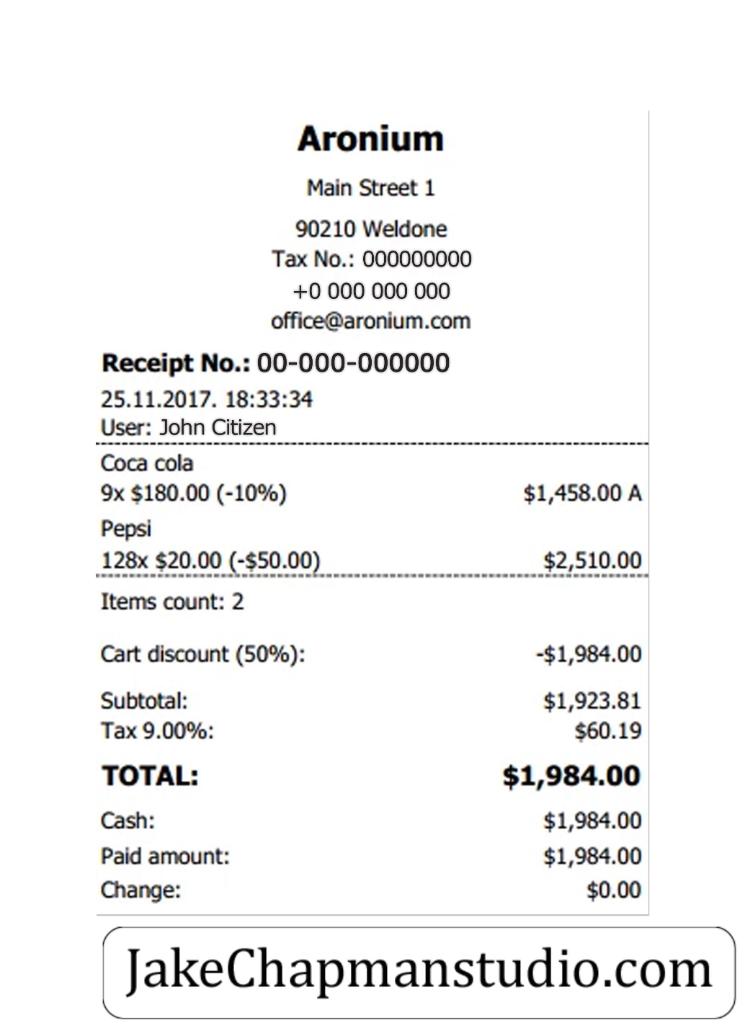 Aronium
Main Street 1
90210 Weldone
Tax No.: 000000000
+0 000 000 000
office@aronium.com
Receipt No.: 00-000-000000
25.11.2017. 18:33:34
User: John Citizen
Coca cola
9x $180.00 (-10%) $1,458.00 A
Pepsi
128x $20.00 (-$50.00) $2,510.00
Items count: 2
Cart discount (50%): -$1,984.00
Subtotal: $1,923.81
Tax 9.00%: $60.19
TOTAL: $1,984.00
Cash: $1,984.00
Paid amount: $1,984.00
Change: $0.00
JakeChapmanstudio.com